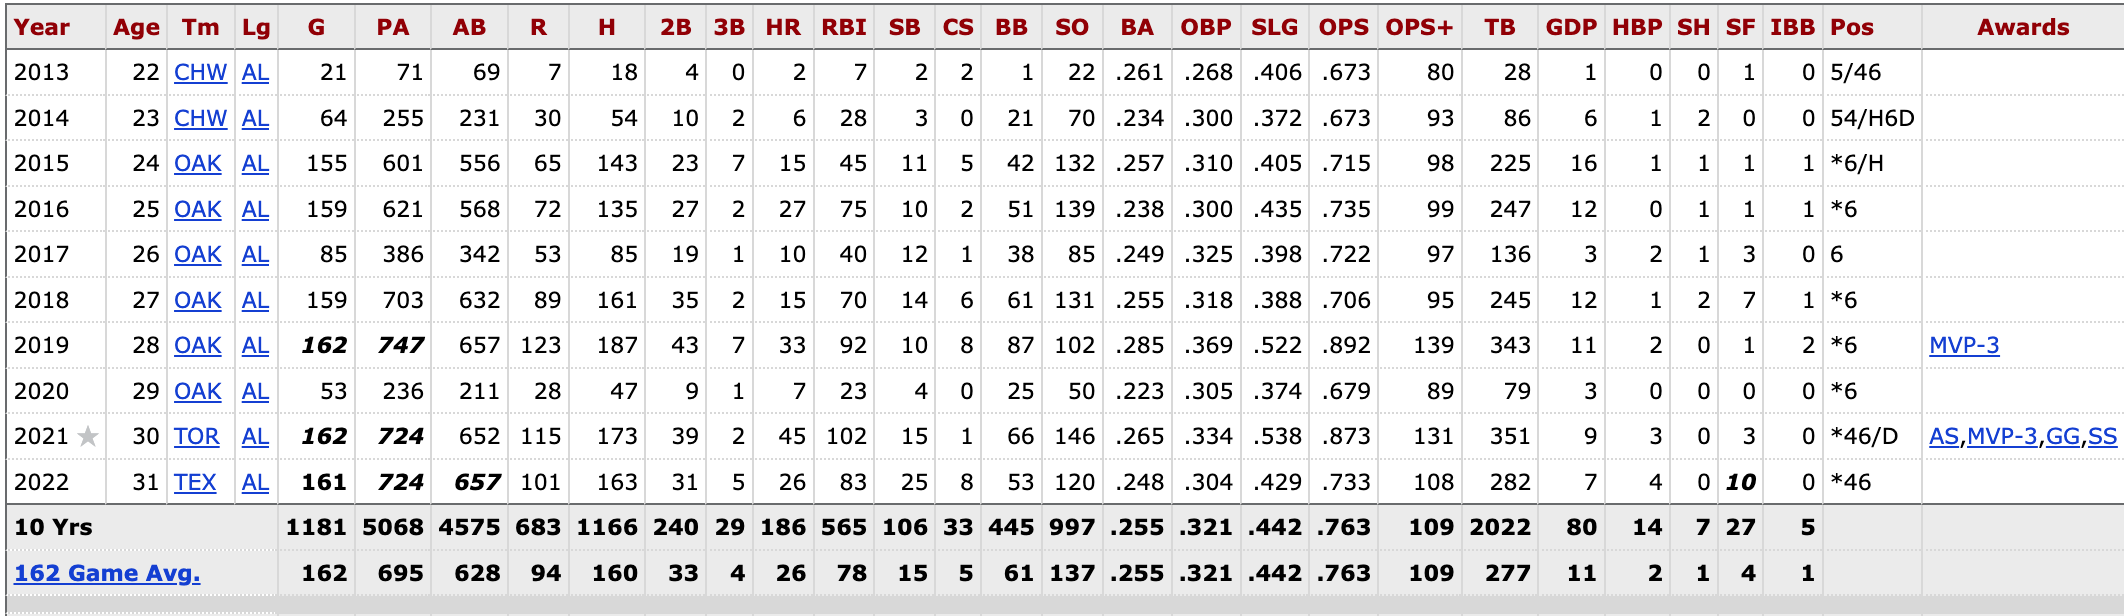 Year Age Tm Lg G PA AB R H 2B 3B HR RBI SB CS BB SO BA OBP SLG OPS OPS+ TB GDP HBP SH SF IBB Pos Awards
2013 22 CHW AL 21 71 69 7 18 4 0 2 7 2 2 1 22 .261 .268 .406 .673 80 28 1 0 0 1 0 5/46
2014 23 CHW AL 64 255 231 30 54 10 2 6 28 3 0 21 70 .234 .300 .372 .673 93 86 6 1 2 0 0 54/H6D
2015 24 OAK AL 155 601 556 65 143 23 7 15 45 11 5 42 132 .257 .310 .405 .715 98 225 16 1 1 1 1 *6/H
2016 25 OAK AL 159 621 568 72 135 27 2 27 75 10 2 51 139 .238 .300 .435 .735 99 247 12 0 1 1 1 *6
2017 26 OAK AL 85 386 342 53 85 19 1 10 40 12 1 38 85 .249 .325 .398 .722 97 136 3 2 1 3 0 6
2018 27 OAK AL 159 703 632 89 161 35 2 15 70 14 6 61 131 .255 .318 .388 .706 95 245 12 1 2 7 1 *6
2019 28 OAK AL 162 747 657 123 187 43 7 33 92 10 8 87 102 .285 .369 .522 .892 139 343 11 2 0 1 2 *6 MVP-3
2020 29 OAK AL 53 236 211 28 47 9 1 7 23 4 0 25 50 .223 .305 .374 .679 89 79 3 0 0 0 0 *6
2021 ★ 30 TOR AL 162 724 652 115 173 39 2 45 102 15 1 66 146 .265 .334 .538 .873 131 351 9 3 0 3 0 *46/D AS,MVP-3,GG,SS
2022 31 TEX AL 161 724 657 101 163 31 5 26 83 25 8 53 120 .248 .304 .429 .733 108 282 7 4 0 10 0 *46
10 Yrs 1181 5068 4575 683 1166 240 29 186 565 106 33 445 997 .255 .321 .442 .763 109 2022 80 14 7 27 5
162 Game Avg. 162 695 628 94 160 33 4 26 78 15 5 61 137 .255 .321 .442 .763 109 277 11 2 1 4 1